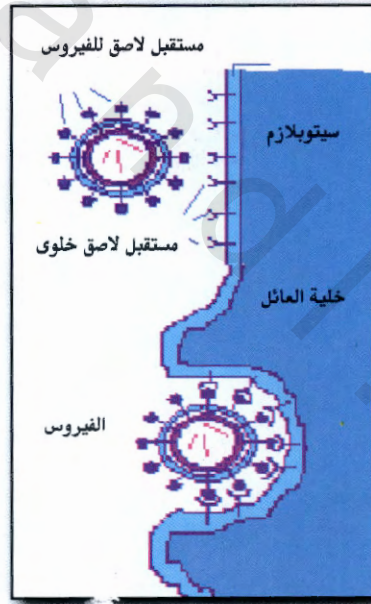 مستقبل لاصق للفيروس
سيتوبلازم
مستقبل لاصق خلوى
خلية العائل
الفيروس